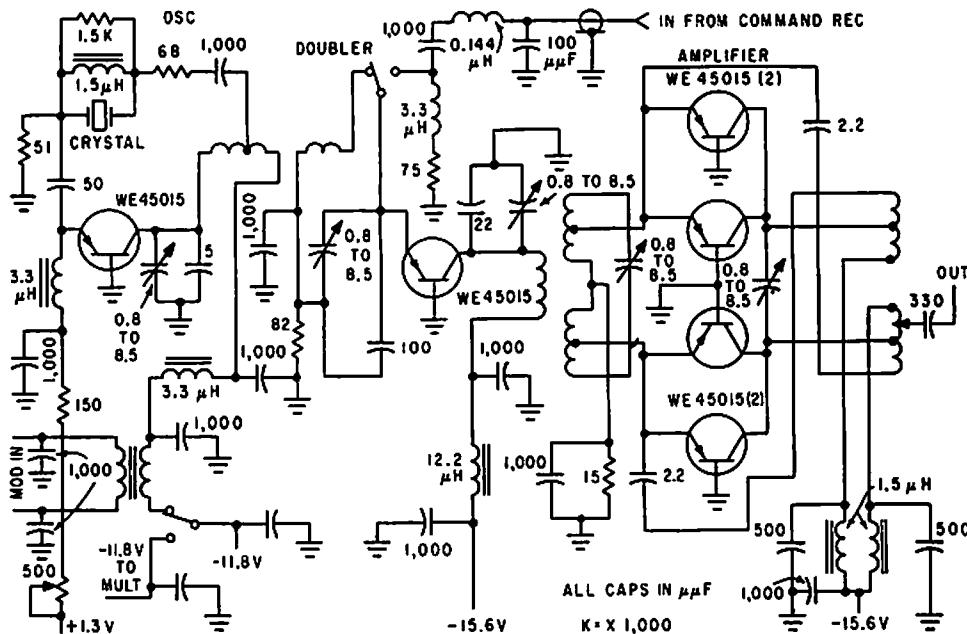 OSC
1.5K
68
1,000
1.5µH
CRYSTAL
51
50
WE45015
3.3
µH
1,000
0.8
TO
8.5
5
150
MOD IN
1,000
500
+1.3V
3.3 µH
1,000
1,000
-11.8V
TO
MULT
-11.8V
DOUBLER
1,000
0.8
TO
8.5
82
100
1,000
0.144
µH
100
µµF
IN FROM COMMAND REC
3.3
µH
75
22
0.8 TO 8.5
WE45015
1,000
12.2
µH
1,000
-15.6V
AMPLIFIER
WE 45015 (2)
2.2
0.8
TO
8.5
0.8
TO
8.5
WE 45015(2)
1,000
15
2.2
OUT
330
1.5 µH
500
500
1,000
-15.6V
ALL CAPS IN µµF
K=X 1,000